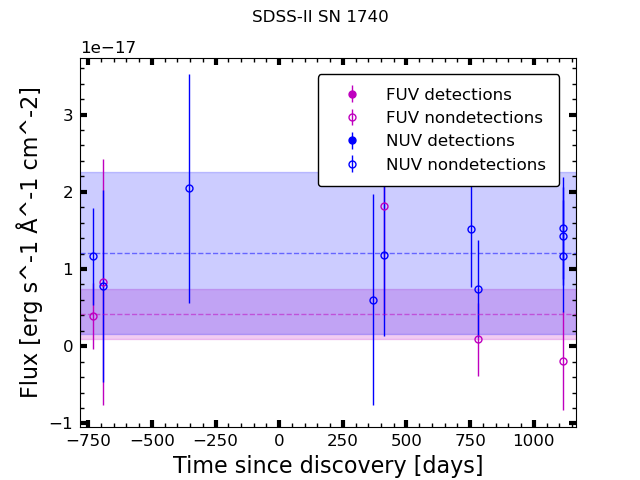 SDSS-II SN 1740
1e−17
FUV detections
FUV nondetections
NUV detections
NUV nondetections
3
2
1
0
−1
−750 −500 −250 0 250 500 750 1000
Time since discovery [days]
Flux [erg s^-1 Å^-1 cm^-2]